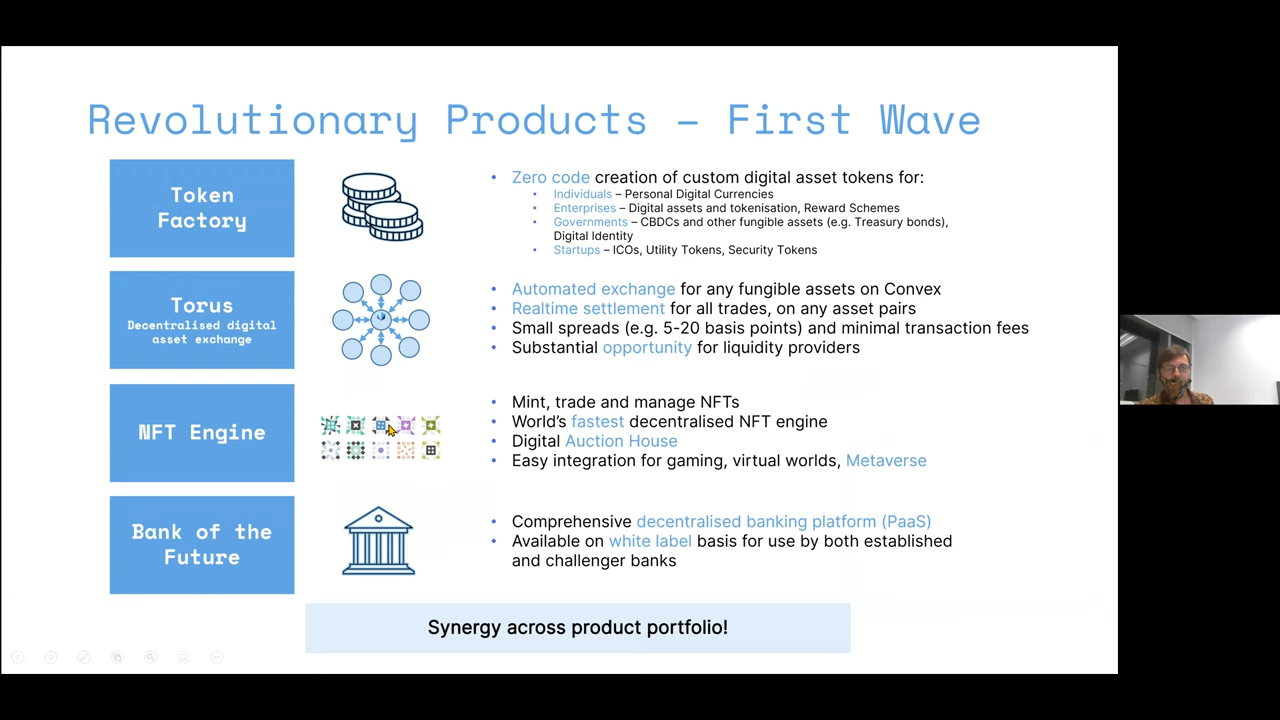 Revolutionary Products – First Wave
Token
Factory
• Zero code creation of custom digital asset tokens for:
• Individuals – Personal Digital Currencies
• Enterprises – Digital assets and tokenisation, Reward Schemes
• Governments – CBDCs and other fungible assets (e.g. Treasury bonds),
Digital Identity
• Startups – ICOs, Utility Tokens, Security Tokens
Torus
Decentralised digital
asset exchange
• Automated exchange for any fungible assets on Convex
• Realtime settlement for all trades, on any asset pairs
• Small spreads (e.g. 5-20 basis points) and minimal transaction fees
• Substantial opportunity for liquidity providers
NFT Engine
• Mint, trade and manage NFTs
• World's fastest decentralised NFT engine
• Digital Auction House
• Easy integration for gaming, virtual worlds, Metaverse
Bank of the
Future
• Comprehensive decentralised banking platform (PaaS)
• Available on white label basis for use by both established
and challenger banks
Synergy across product portfolio!